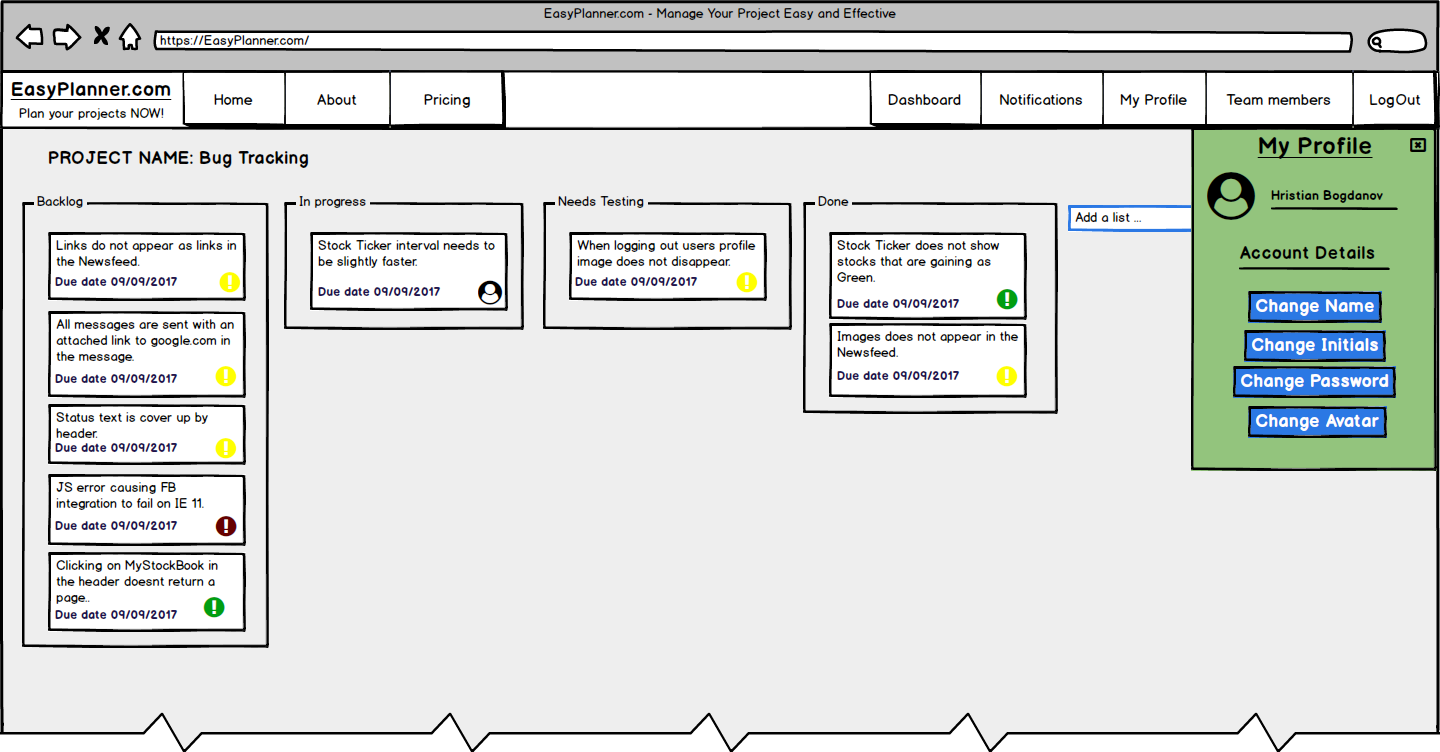 EasyPlanner.com - Manage Your Project Easy and Effective
https://EasyPlanner.com/
EasyPlanner.com
Plan your projects NOW!
Home
About
Pricing
Dashboard
Notifications
My Profile
Team members
LogOut
PROJECT NAME: Bug Tracking
Backlog
Links do not appear as links in
the Newsfeed.
Due date 09/09/2017
All messages are sent with an
attached link to google.com in
the message.
Due date 09/09/2017
Status text is cover up by
header.
Due date 09/09/2017
JS error causing FB
integration to fail on IE 11.
Due date 09/09/2017
Clicking on MyStockBook in
the header doesnt return a
page..
Due date 09/09/2017
In progress
Stock Ticker interval needs to
be slightly faster.
Due date 09/09/2017
Needs Testing
When logging out users profile
image does not disappear.
Due date 09/09/2017
Done
Stock Ticker does not show
stocks that are gaining as
Green.
Due date 09/09/2017
Images does not appear in the
Newsfeed.
Due date 09/09/2017
Add a list ...
My Profile
Hristian Bogdanov
Account Details
Change Name
Change Initials
Change Password
Change Avatar